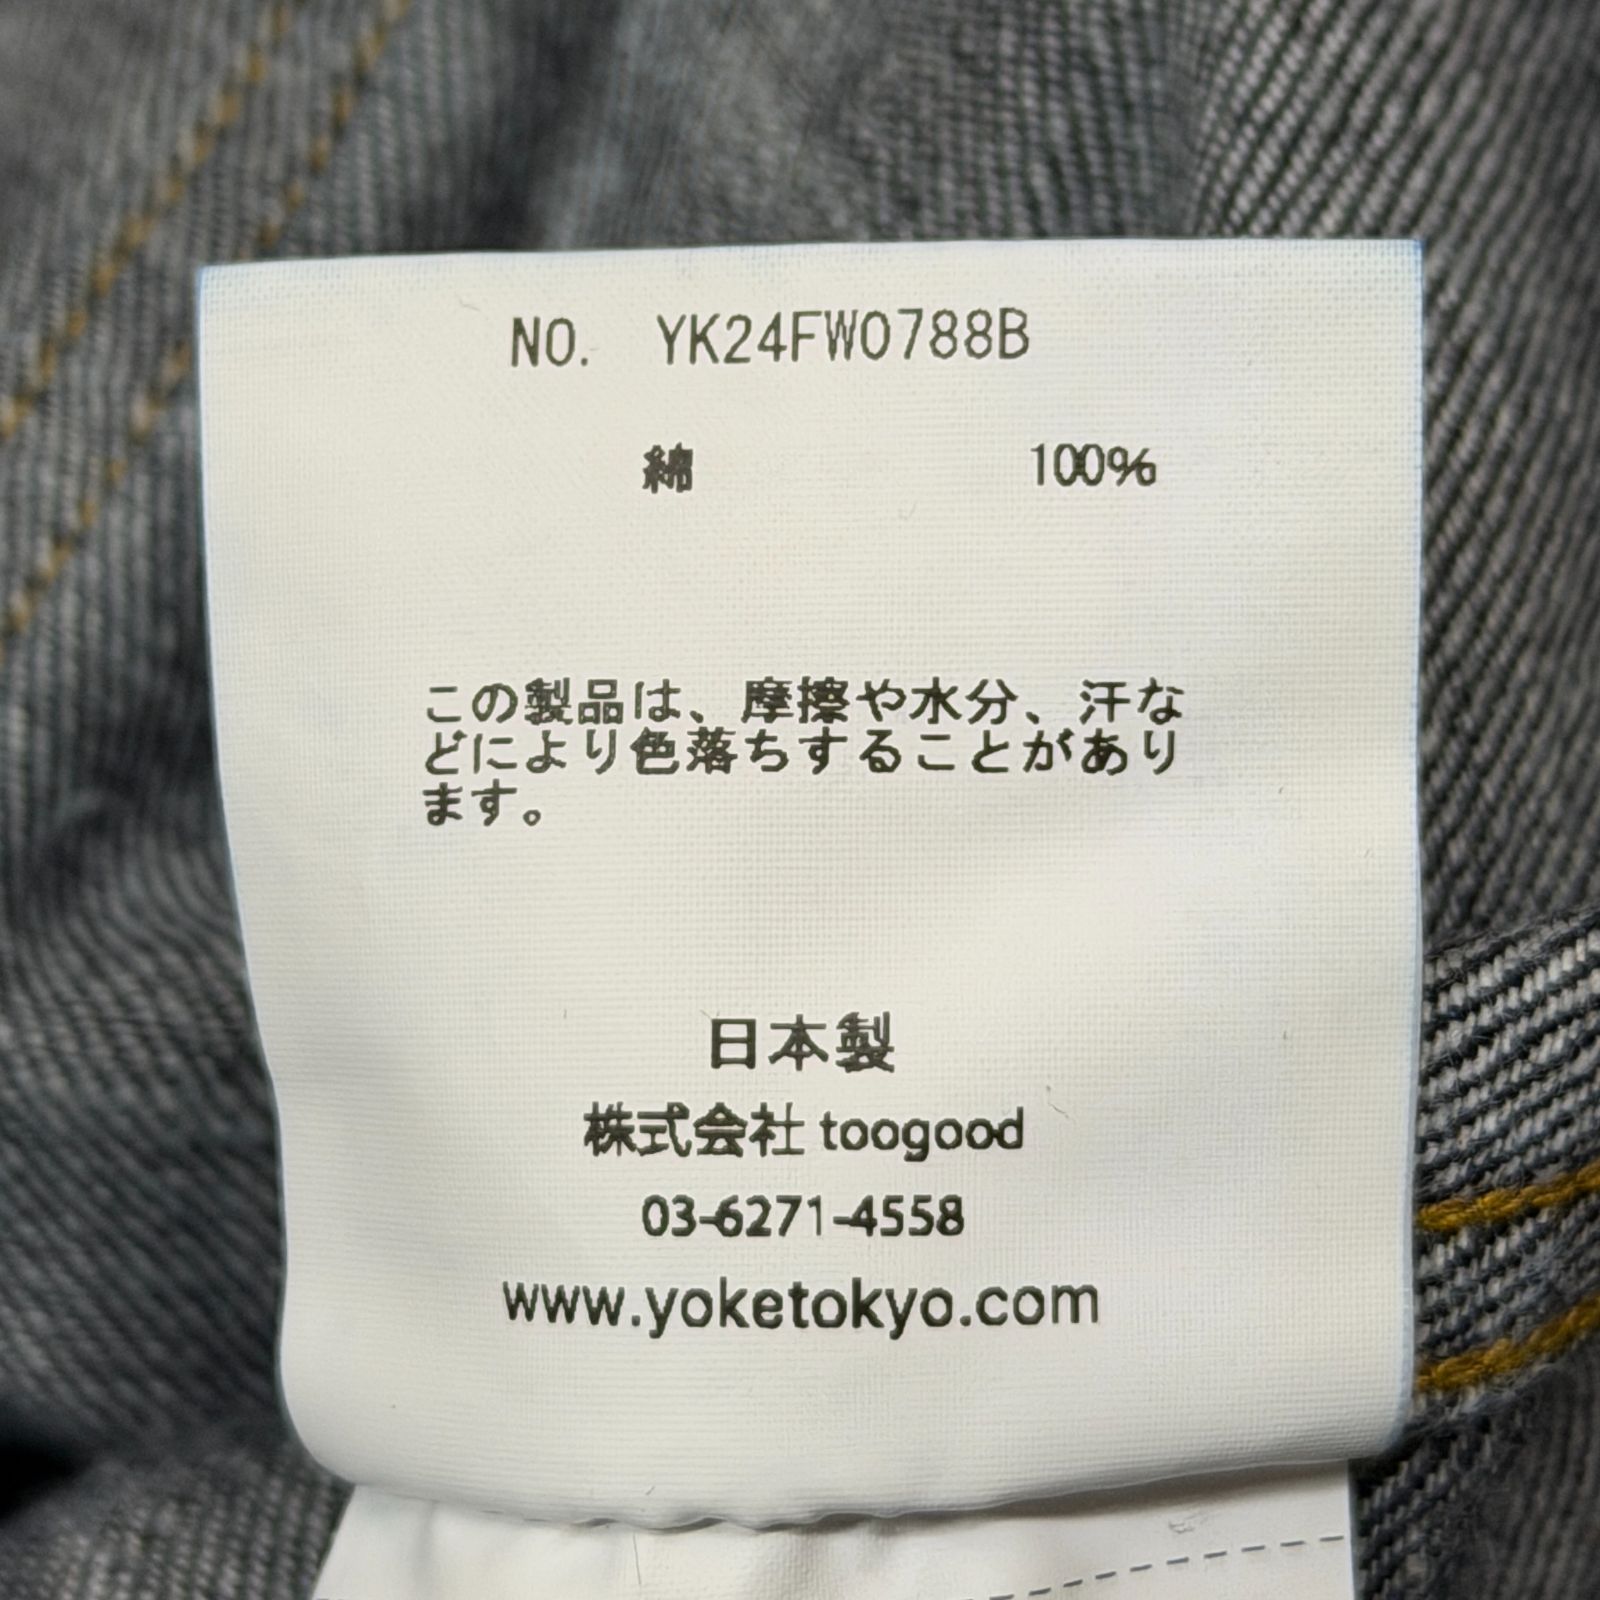 NO. YK24FW0788B
綿 100%
この製品は、摩擦や水分、汗な
どにより色落ちすることがあり
ます。
日本製
株式会社 toogood
03-6271-4558
www.yoketokyo.com